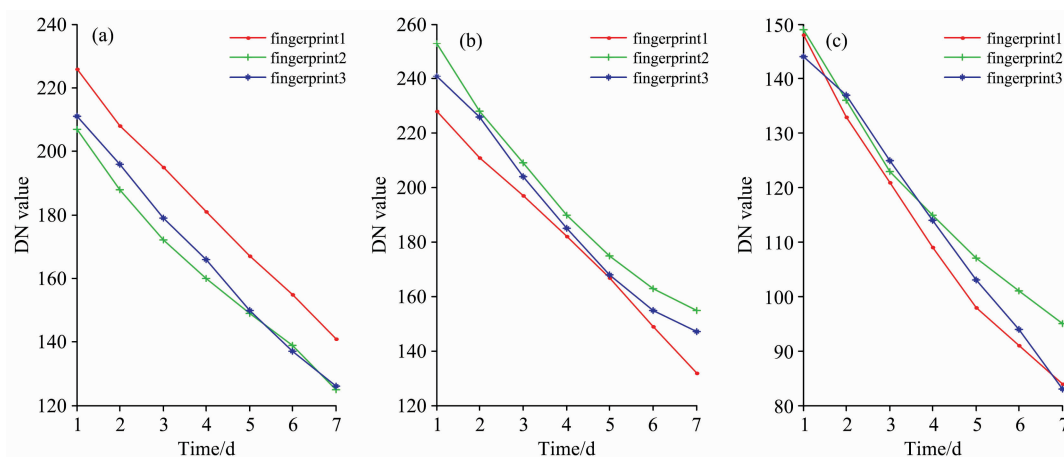 (a)
fingerprint1
fingerprint2
fingerprint3
240
220
200
180
160
140
120
DN value
1 2 3 4 5 6 7
Time/d
(b)
fingerprint1
fingerprint2
fingerprint3
260
240
220
200
180
160
140
120
DN value
1 2 3 4 5 6 7
Time/d
(c)
fingerprint1
fingerprint2
fingerprint3
150
140
130
120
110
100
90
80
DN value
1 2 3 4 5 6 7
Time/d